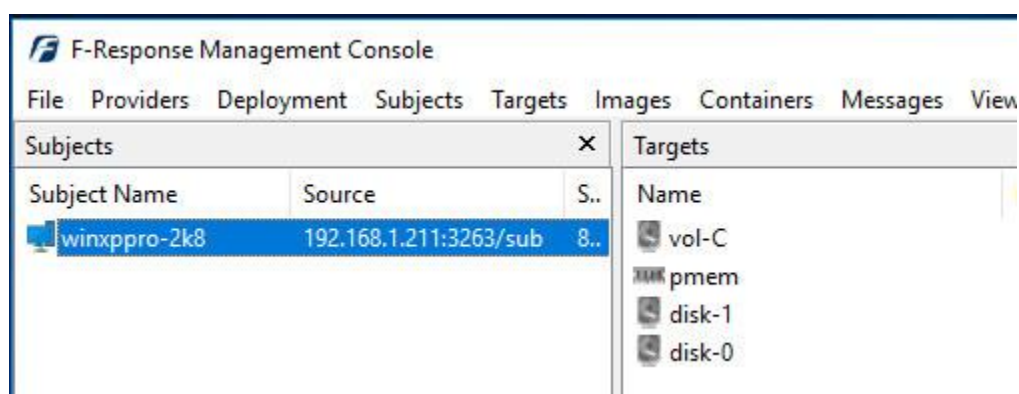 F-Response Management Console
File Providers Deployment Subjects Targets Images Containers Messages View
Subjects
Targets
Subject Name Source S..
Name
winxppro-2k8 192.168.1.211:3263/sub 8..
vol-C
pmem
disk-1
disk-0